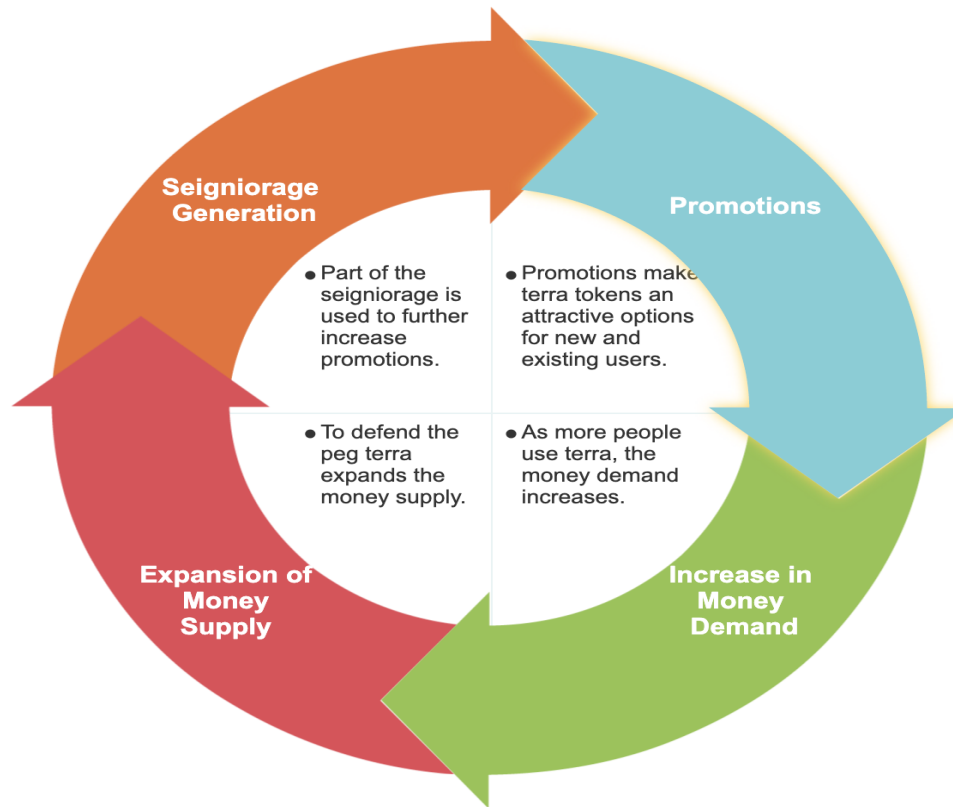 Seigniorage
Generation
Promotions
● Part of the
seigniorage is
used to further
increase
promotions.
● Promotions make
terra tokens an
attractive options
for new and
existing users.
● To defend the
peg terra
expands the
money supply.
● As more people
use terra, the
money demand
increases.
Expansion of
Money
Supply
Increase in
Money
Demand